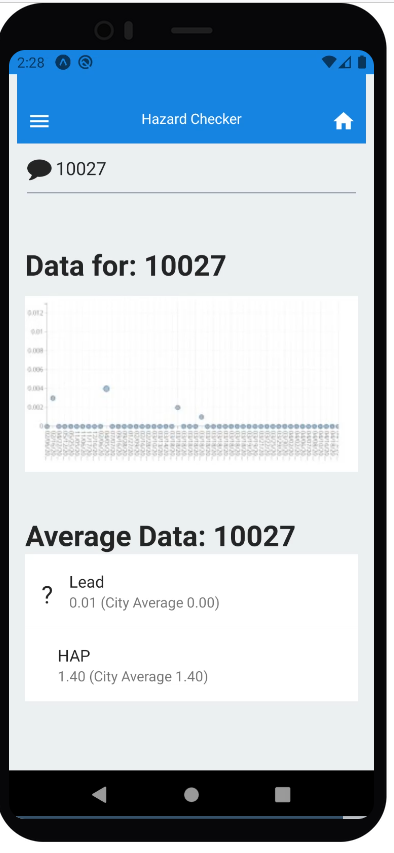 2:28
Hazard Checker
10027
Data for: 10027
0.012
0.01
0.008
0.006
0.004
0.002
0
Average Data: 10027
?
Lead
0.01 (City Average 0.00)
HAP
1.40 (City Average 1.40)